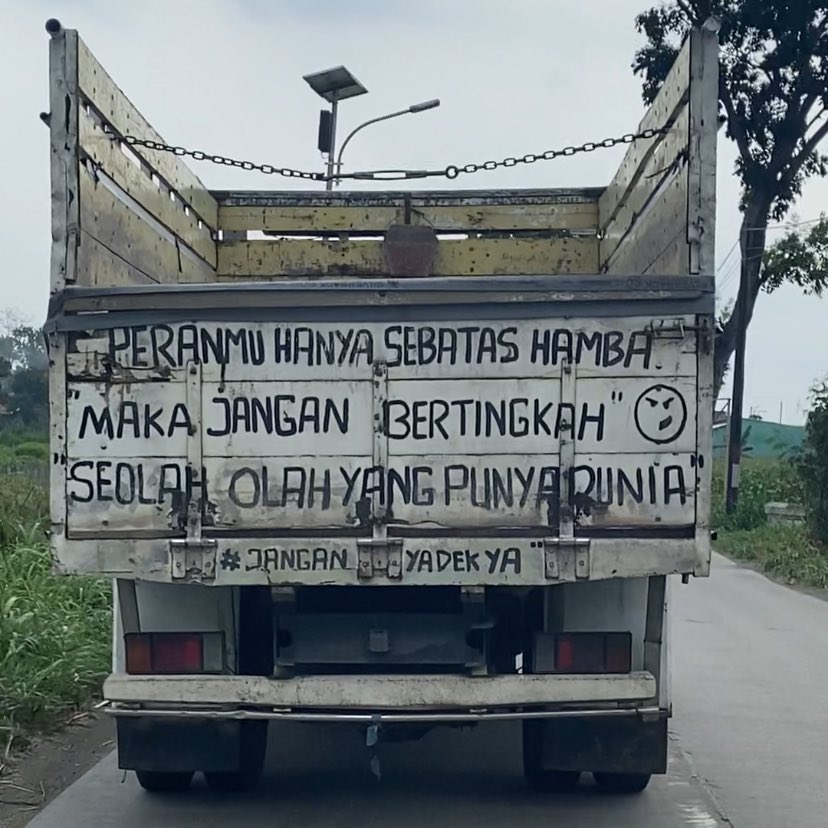 PERANMU HANYA SEBATAS HAMBA
"MAKA JANGAN BERTINGKAH"
"SEOLAH OLAH YANG PUNYA DUNIA"
#JANGAN YADEK YA"